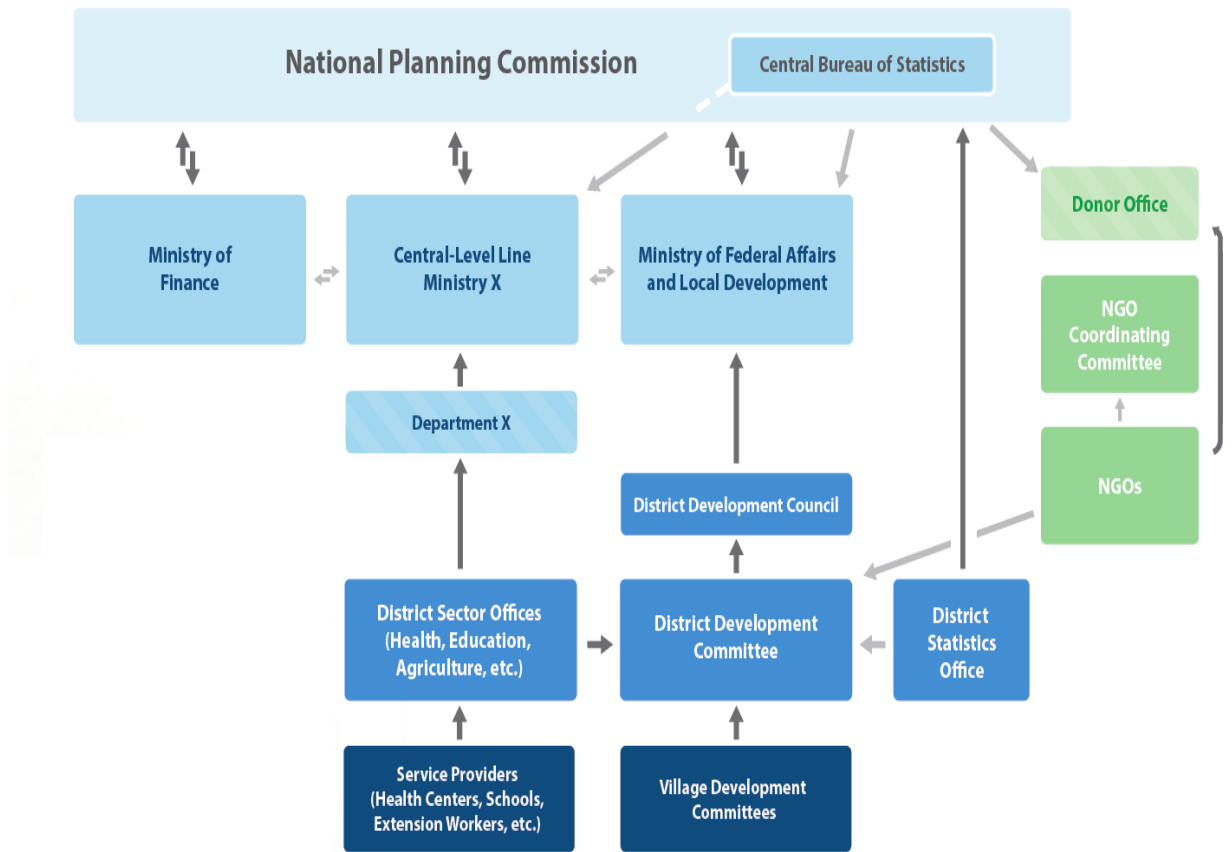 National Planning Commission
Central Bureau of Statistics
Ministry of
Finance
Central-Level Line
Ministry X
Ministry of Federal Affairs
and Local Development
Donor Office
NGO
Coordinating
Committee
Department X
NGOs
District Development Council
District Sector Offices
(Health, Education,
Agriculture, etc.)
District Development
Committee
District
Statistics
Office
Service Providers
(Health Centers, Schools,
Extension Workers, etc.)
Village Development
Committees